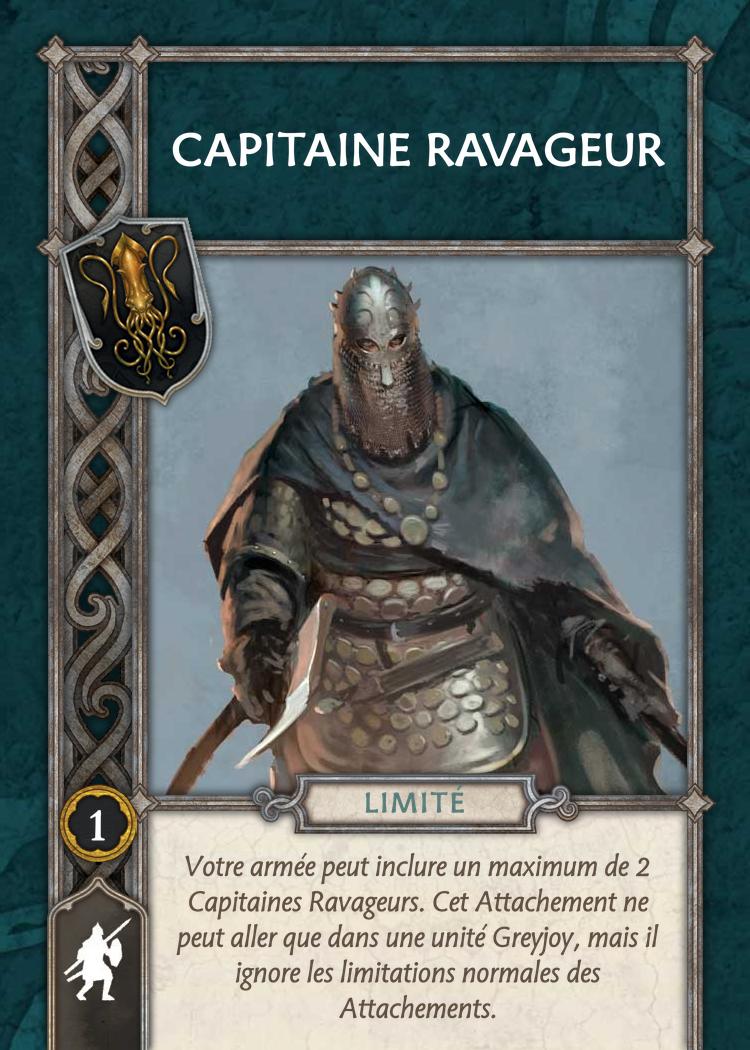 CAPITAINE RAVAGEUR
LIMITÉ
1
Votre armée peut inclure un maximum de 2
Capitaines Ravageurs. Cet Attachement ne
peut aller que dans une unité Greyjoy, mais il
ignore les limitations normales des
Attachements.